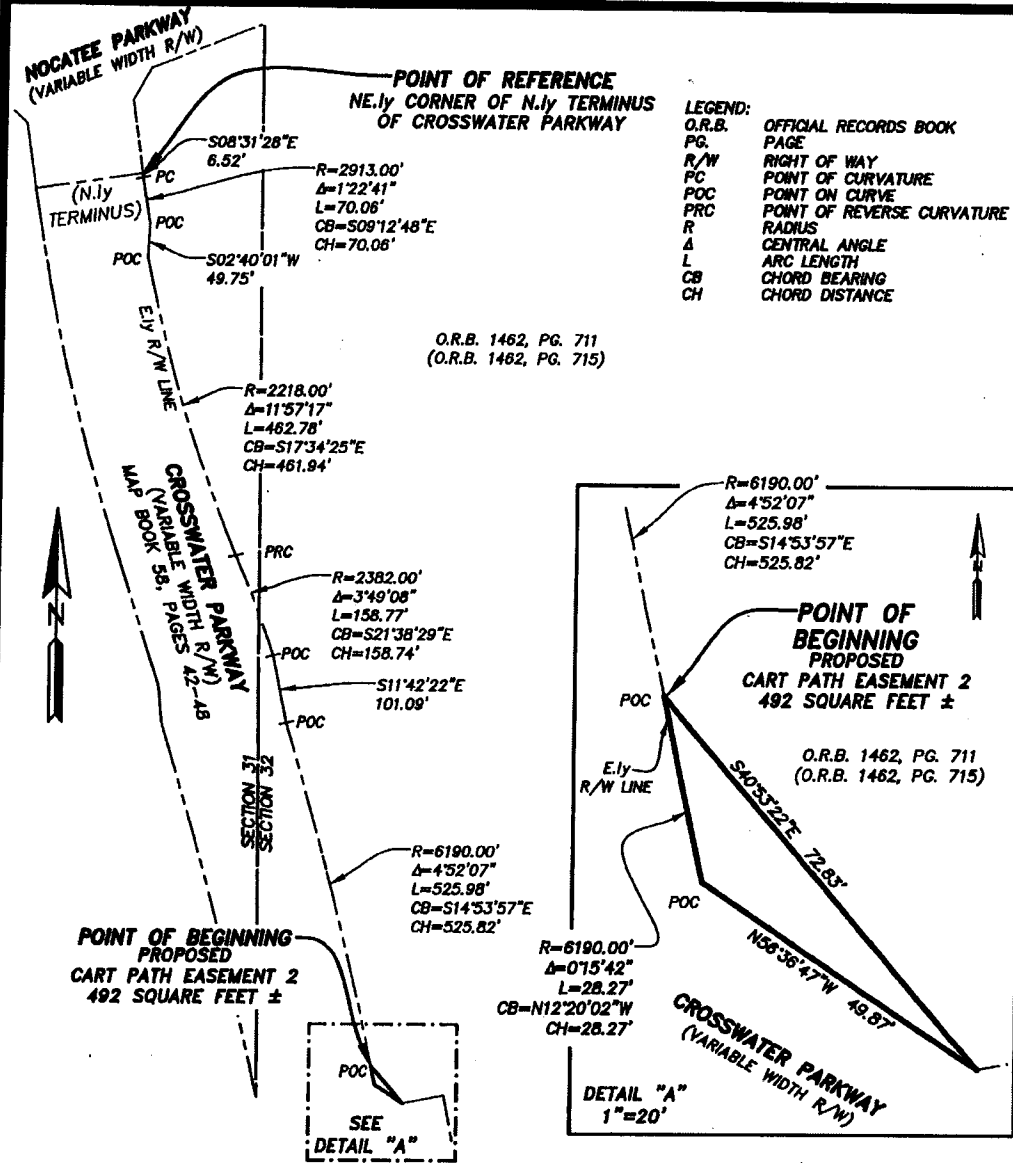 NOCATEE PARKWAY
(VARIABLE WIDTH R/W)
POINT OF REFERENCE
NE.ly CORNER OF N.ly TERMINUS
OF CROSSWATER PARKWAY
LEGEND:
O.R.B. OFFICIAL RECORDS BOOK
PG. PAGE
R/W RIGHT OF WAY
PC POINT OF CURVATURE
POC POINT ON CURVE
PRC POINT OF REVERSE CURVATURE
R RADIUS
Δ CENTRAL ANGLE
L ARC LENGTH
CB CHORD BEARING
CH CHORD DISTANCE
S08°31'28"E
6.52'
PC
(N.ly
TERMINUS)
R=2913.00'
Δ=1°22'41"
L=70.06'
CB=S09°12'48"E
CH=70.06'
POC
POC
S02°40'01"W
49.75'
E.ly R/W LINE
O.R.B. 1462, PG. 711
(O.R.B. 1462, PG. 715)
R=2218.00'
Δ=11°57'17"
L=462.78'
CB=S17°34'25"E
CH=461.94'
CROSSWATER PARKWAY
(VARIABLE WIDTH R/W)
MAP BOOK 58, PAGES 42-48
N
PRC
R=2382.00'
Δ=3°49'08"
L=158.77'
CB=S21°38'29"E
CH=158.74'
POC
S11°42'22"E
101.09'
POC
SECTION 31
SECTION 32
R=6190.00'
Δ=4°52'07"
L=525.98'
CB=S14°53'57"E
CH=525.82'
POINT OF BEGINNING
PROPOSED
CART PATH EASEMENT 2
492 SQUARE FEET ±
POC
SEE
DETAIL "A"
R=6190.00'
Δ=4°52'07"
L=525.98'
CB=S14°53'57"E
CH=525.82'
N
POINT OF
BEGINNING
PROPOSED
CART PATH EASEMENT 2
492 SQUARE FEET ±
POC
E.ly
R/W LINE
O.R.B. 1462, PG. 711
(O.R.B. 1462, PG. 715)
S40°53'22"E 72.83'
POC
N56°36'47"W 49.87'
R=6190.00'
Δ=0°15'42"
L=28.27'
CB=N12°20'02"W
CH=28.27'
CROSSWATER PARKWAY
(VARIABLE WIDTH R/W)
DETAIL "A"
1"=20'